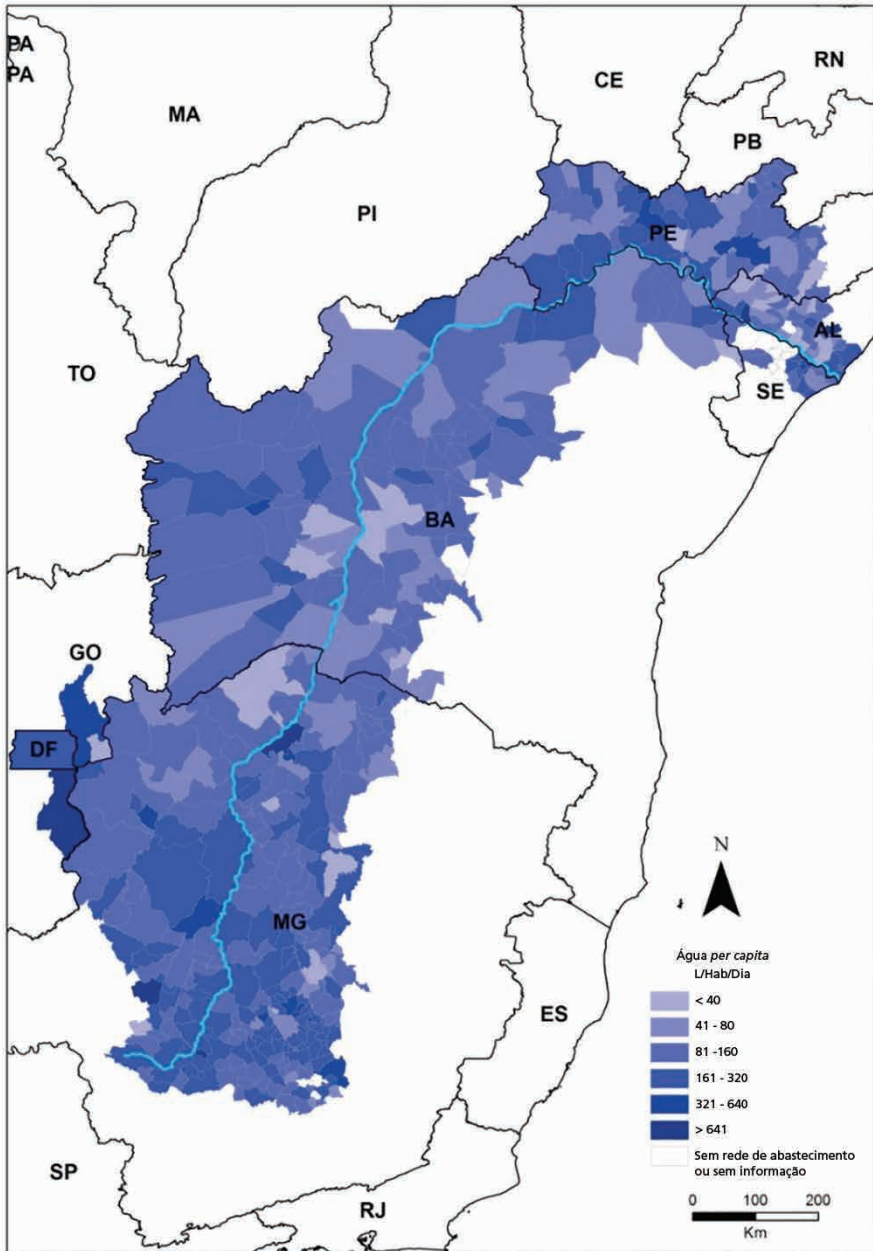 PA
PA
MA
CE
RN
PB
PI
PE
AL
SE
TO
BA
GO
DF
MG
ES
SP
RJ
N
Água per capita
L/Hab/Dia
< 40
41 - 80
81 -160
161 - 320
321 - 640
> 641
Sem rede de abastecimento
ou sem informação
0 100 200
Km